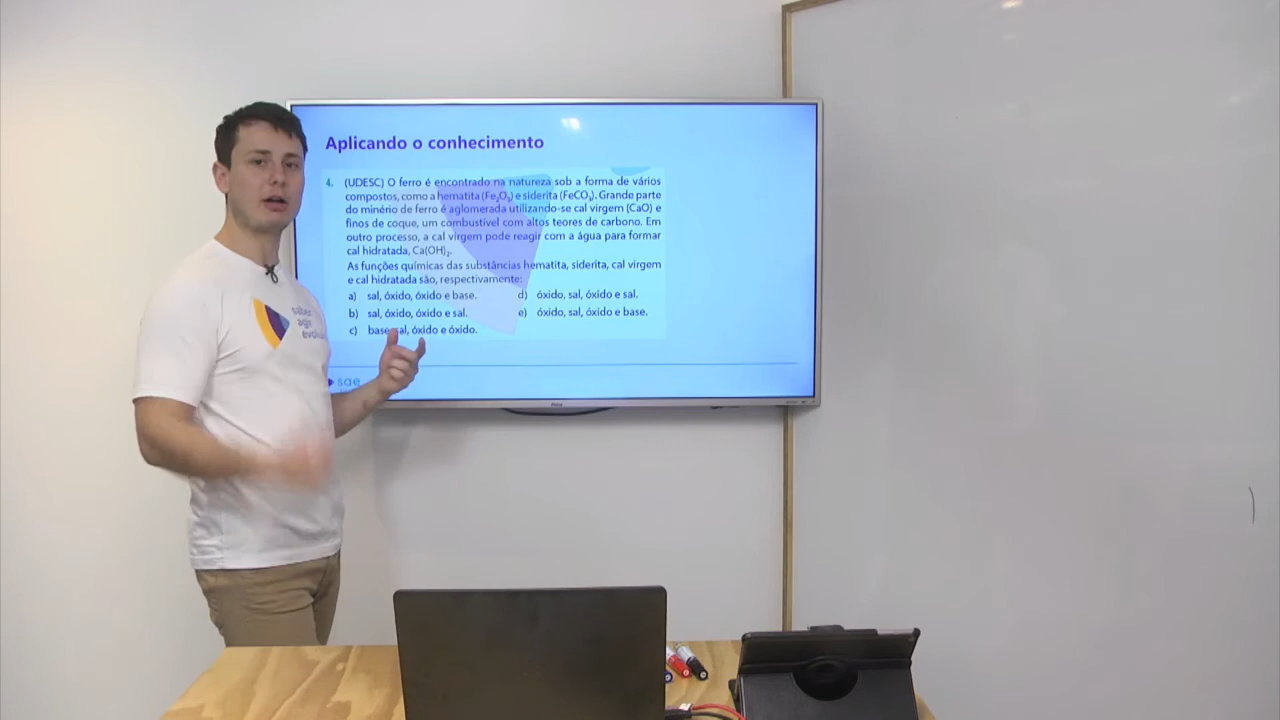 Aplicando o conhecimento
4. (UDESC) O ferro é encontrado na natureza sob a forma de vários
compostos, como a hematita (Fe₂O₃) e siderita (FeCO₃). Grande parte
do minério de ferro é aglomerada utilizando-se cal virgem (CaO) e
finos de coque, um combustível com altos teores de carbono. Em
outro processo, a cal virgem pode reagir com a água para formar
cal hidratada, Ca(OH)₂.
As funções químicas das substâncias hematita, siderita, cal virgem
e cal hidratada são, respectivamente:
a) sal, óxido, óxido e base.
b) sal, óxido, óxido e sal.
c) base, sal, óxido e óxido.
d) óxido, sal, óxido e sal.
e) óxido, sal, óxido e base.
sae
saber
agir